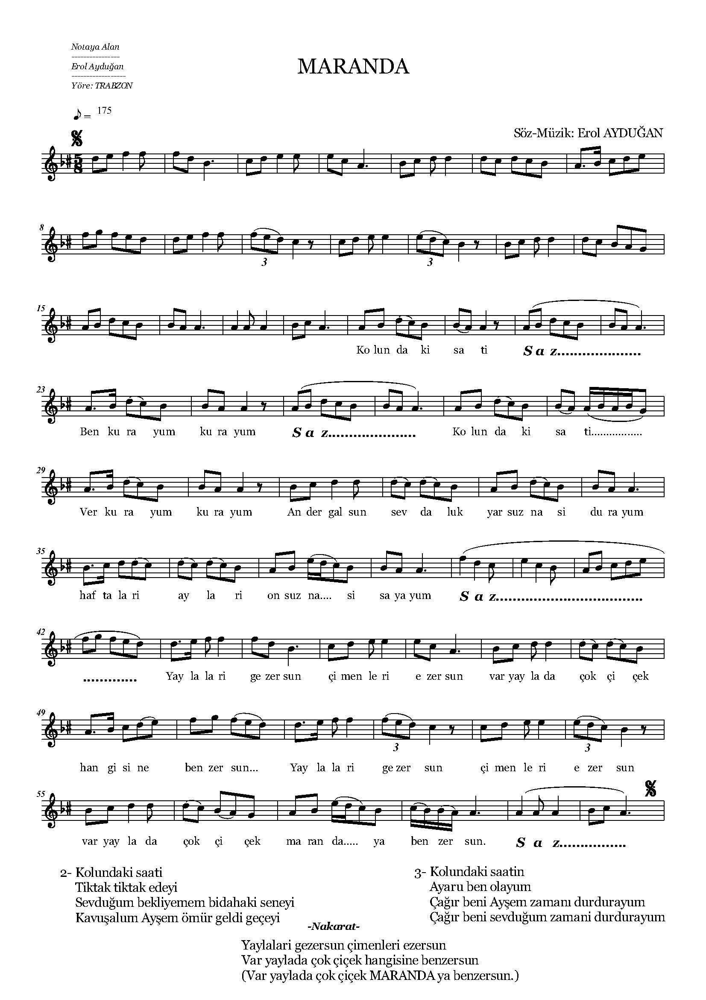 Notaya Alan
----------------
Erol Ayduğan
------------------
Yöre: TRABZON
MARANDA
= 175
Söz-Müzik: Erol AYDUĞAN
5
8
8
3
3
15
Ko lun da ki sa ti S a z.....................
23
Ben ku ra yum ku ra yum S a z...................... Ko lun da ki sa ti.................
29
Ver ku ra yum ku ra yum An der gal sun sev da luk yar suz na si du ra yum
35
haf ta la ri ay la ri on suz na.... si sa ya yum S a z.....................................
42
.............. Yay la la ri ge zer sun çi men le ri e zer sun var yay la da çok çi çek
49
3
3
han gi si ne ben zer sun... Yay la la ri ge zer sun çi men le ri e zer sun
55
var yay la da çok çi çek ma ran da..... ya ben zer sun. S a z.................
2- Kolundaki saati
Tiktak tiktak edeyi
Sevduğum bekliyemem bidahaki seneyi
Kavuşalum Ayşem ömür geldi geçeyi
3- Kolundaki saatin
Ayaru ben olayum
Çağır beni Ayşem zamanı durdurayum
Çağır beni sevduğum zamani durdurayum
-Nakarat-
Yaylalari gezersun çimenleri ezersun
Var yaylada çok çiçek hangisine benzersun
(Var yaylada çok çiçek MARANDA ya benzersun.)